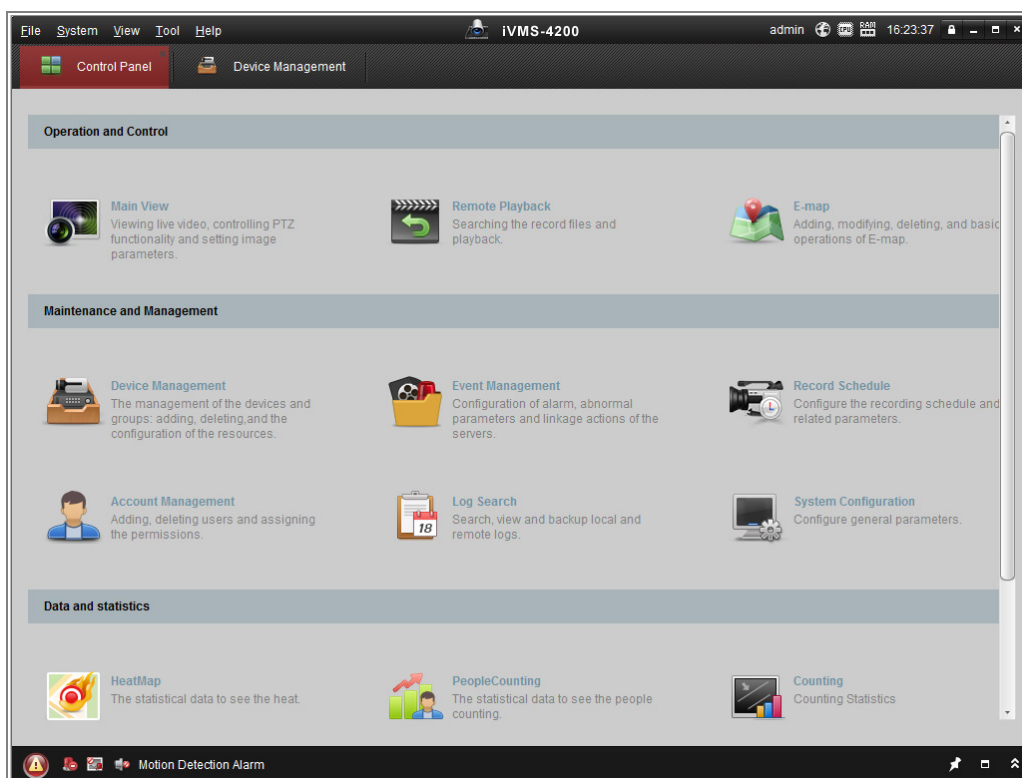 File System View Tool Help
iVMS-4200
admin CPU RAM 16:23:37
Control Panel
Device Management
Operation and Control
Main View
Viewing live video, controlling PTZ
functionality and setting image
parameters.
Remote Playback
Searching the record files and
playback.
E-map
Adding, modifying, deleting, and basic
operations of E-map.
Maintenance and Management
Device Management
The management of the devices and
groups: adding, deleting,and the
configuration of the resources.
Event Management
Configuration of alarm, abnormal
parameters and linkage actions of the
servers.
Record Schedule
Configure the recording schedule and
related parameters.
Account Management
Adding, deleting users and assigning
the permissions.
18
Log Search
Search, view and backup local and
remote logs.
System Configuration
Configure general parameters.
Data and statistics
HeatMap
The statistical data to see the heat.
PeopleCounting
The statistical data to see the people
counting.
Counting
Counting Statistics
Motion Detection Alarm